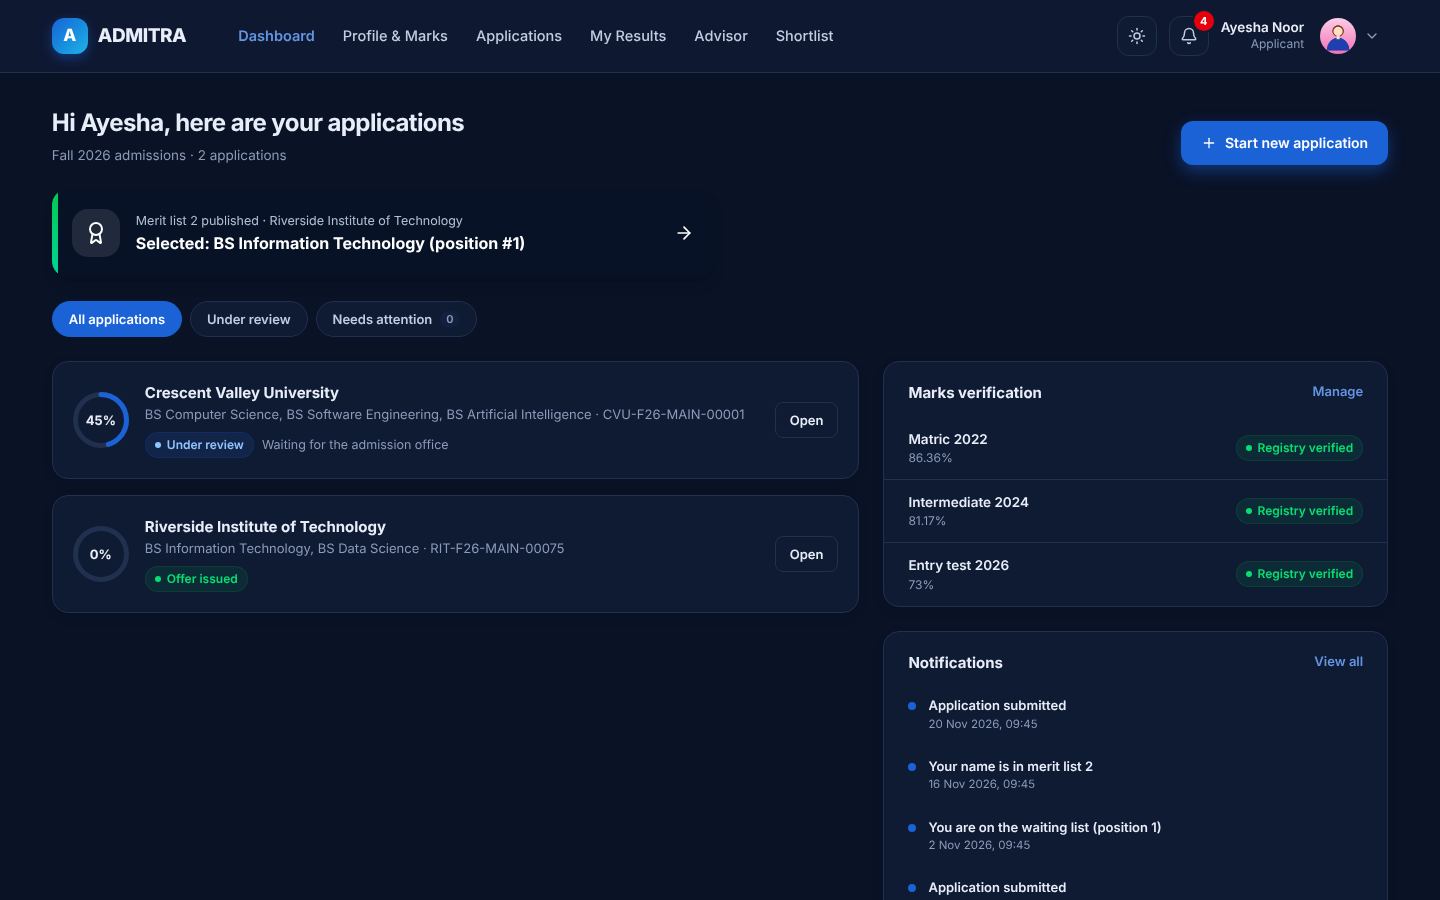 A ADMITRA Dashboard Profile & Marks Applications My Results Advisor Shortlist 4 Ayesha Noor
Applicant
Hi Ayesha, here are your applications
Fall 2026 admissions · 2 applications
+ Start new application
Merit list 2 published · Riverside Institute of Technology
Selected: BS Information Technology (position #1)
All applications Under review Needs attention 0
Crescent Valley University
45%
BS Computer Science, BS Software Engineering, BS Artificial Intelligence · CVU-F26-MAIN-00001
Under review Waiting for the admission office
Open
Riverside Institute of Technology
0%
BS Information Technology, BS Data Science · RIT-F26-MAIN-00075
Offer issued
Open
Marks verification Manage
Matric 2022
86.36%
Registry verified
Intermediate 2024
81.17%
Registry verified
Entry test 2026
73%
Registry verified
Notifications View all
Application submitted
20 Nov 2026, 09:45
Your name is in merit list 2
16 Nov 2026, 09:45
You are on the waiting list (position 1)
2 Nov 2026, 09:45
Application submitted